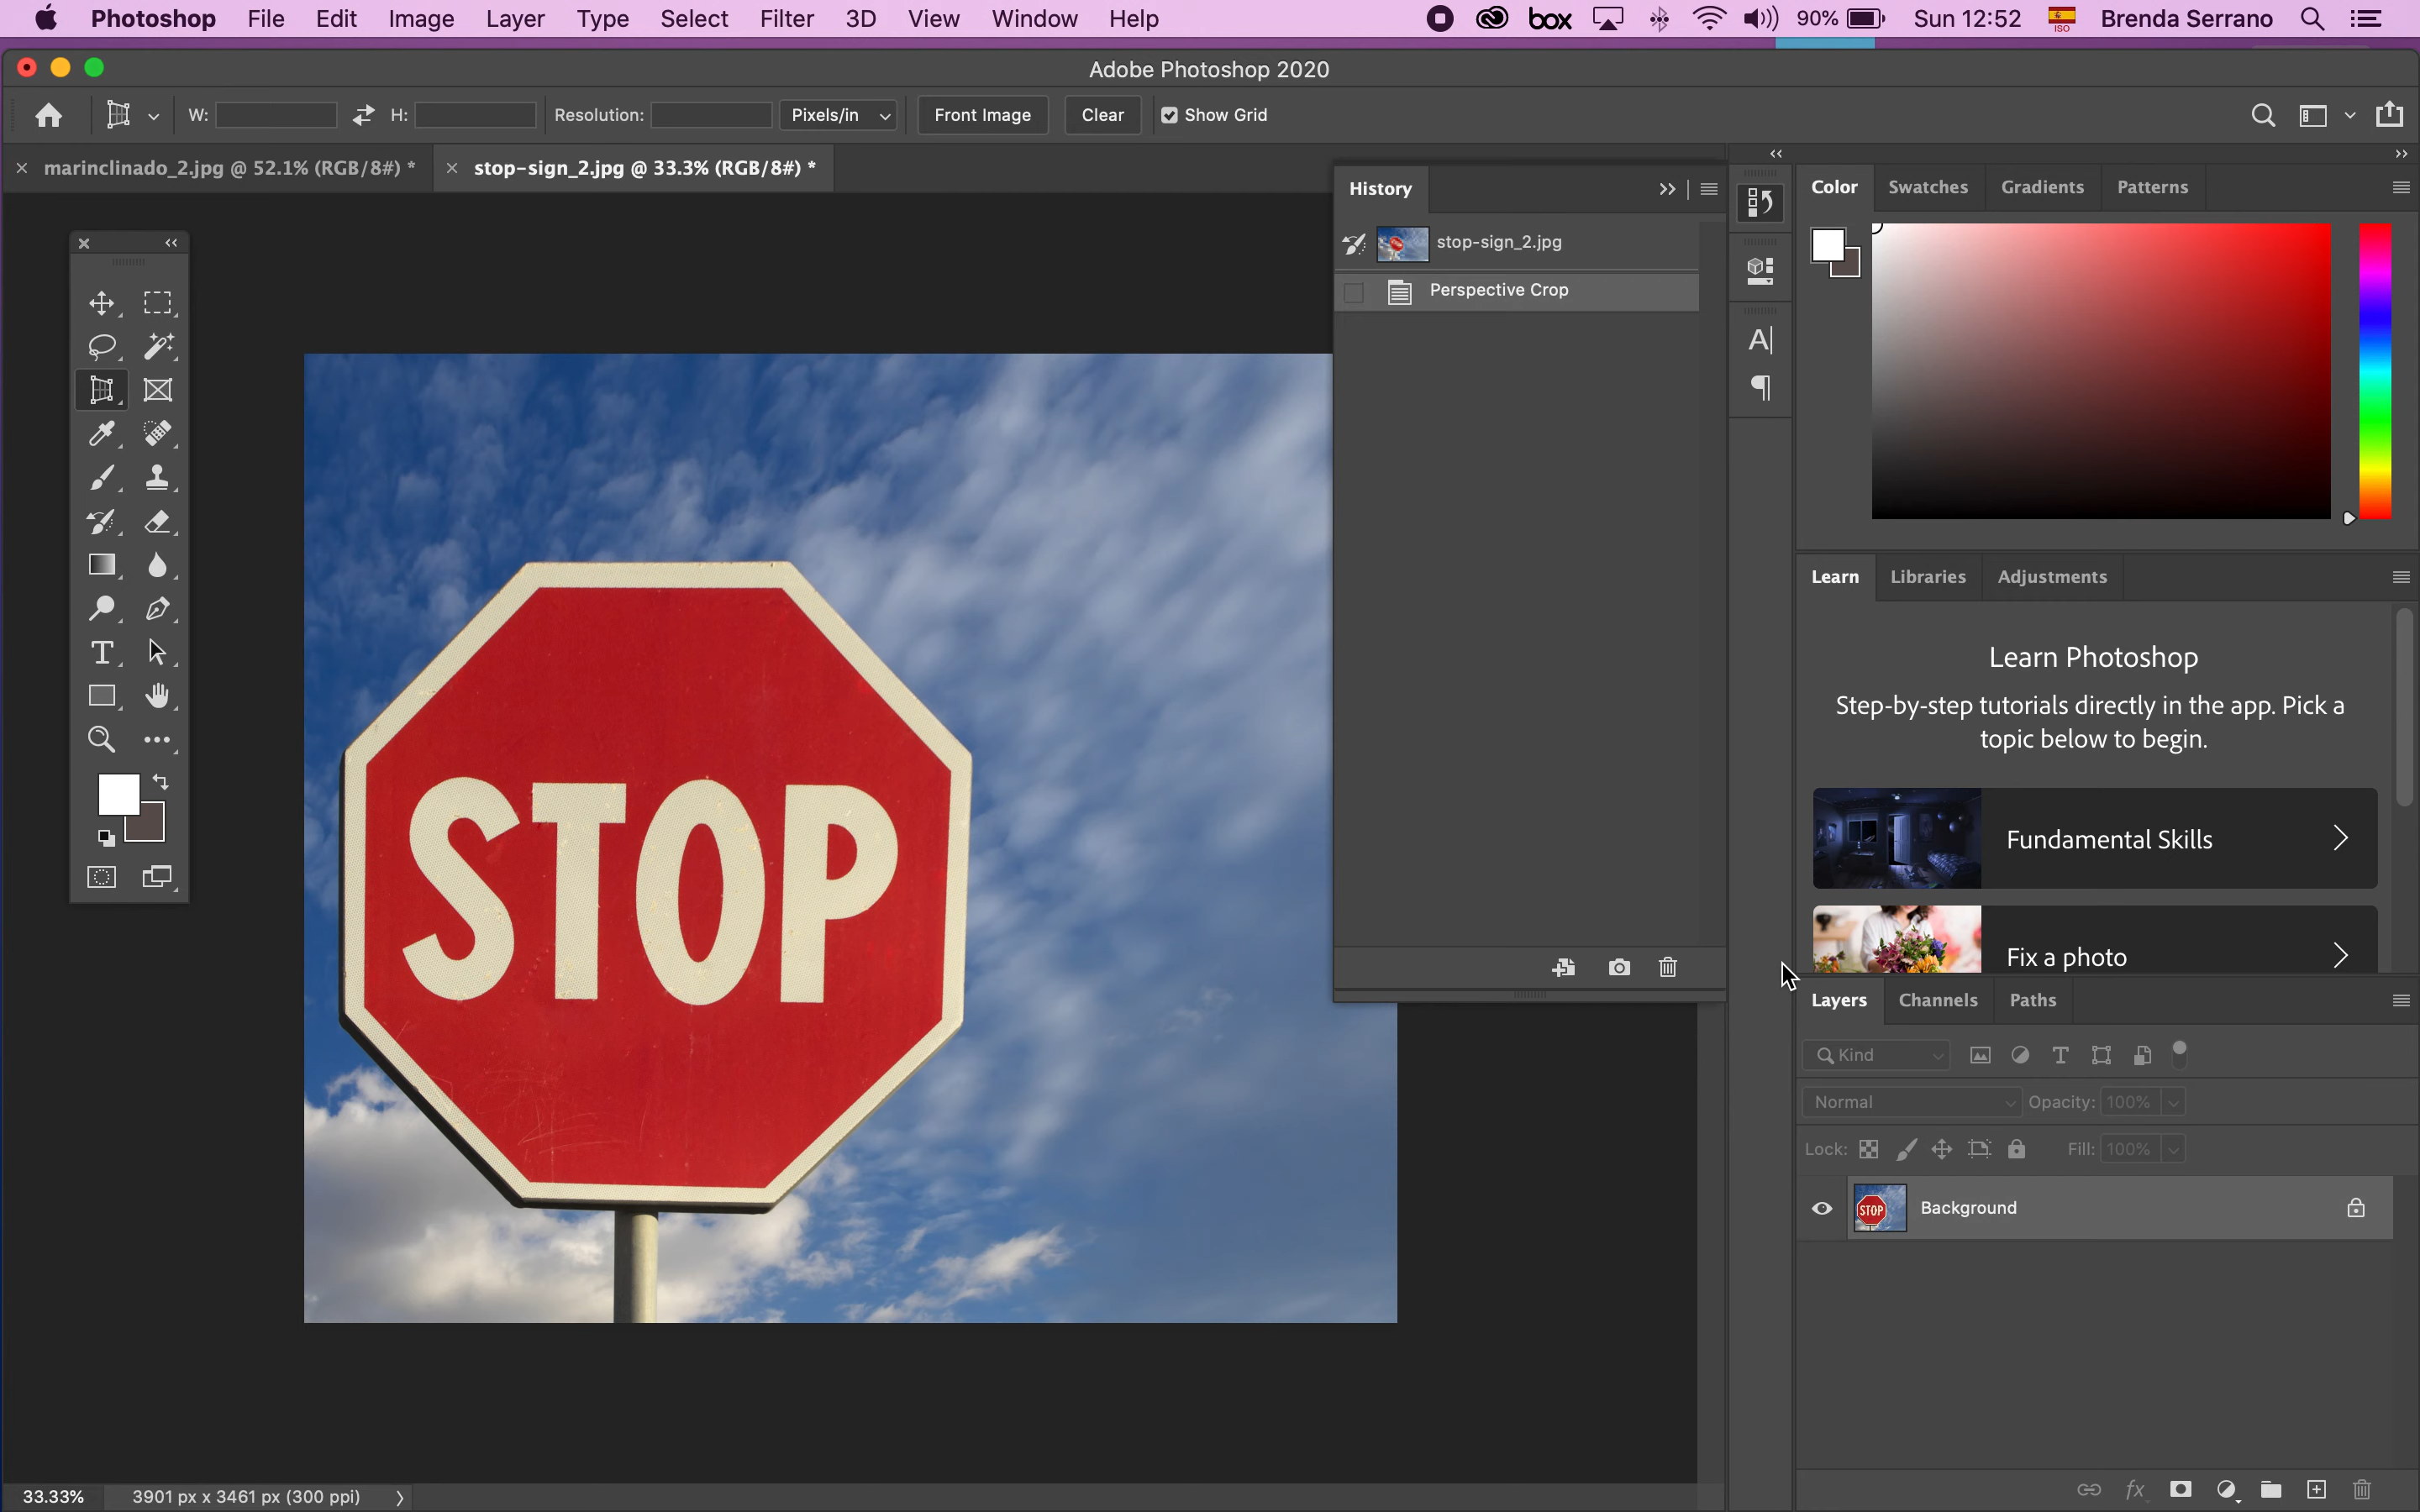 Photoshop File Edit Image Layer Type Select Filter 3D View Window Help box 90% Sun 12:52 ISO Brenda Serrano
Adobe Photoshop 2020
W: H: Resolution: Pixels/in Front Image Clear Show Grid
marinclinado_2.jpg @ 52.1% (RGB/8#) *
stop-sign_2.jpg @ 33.3% (RGB/8#) *
History
stop-sign_2.jpg
Perspective Crop
STOP
Color Swatches Gradients Patterns
Learn Libraries Adjustments
Learn Photoshop
Step-by-step tutorials directly in the app. Pick a
topic below to begin.
Fundamental Skills
Fix a photo
Layers Channels Paths
Kind
Normal Opacity: 100%
Lock: Fill: 100%
STOP Background
33.33% 3901 px x 3461 px (300 ppi)